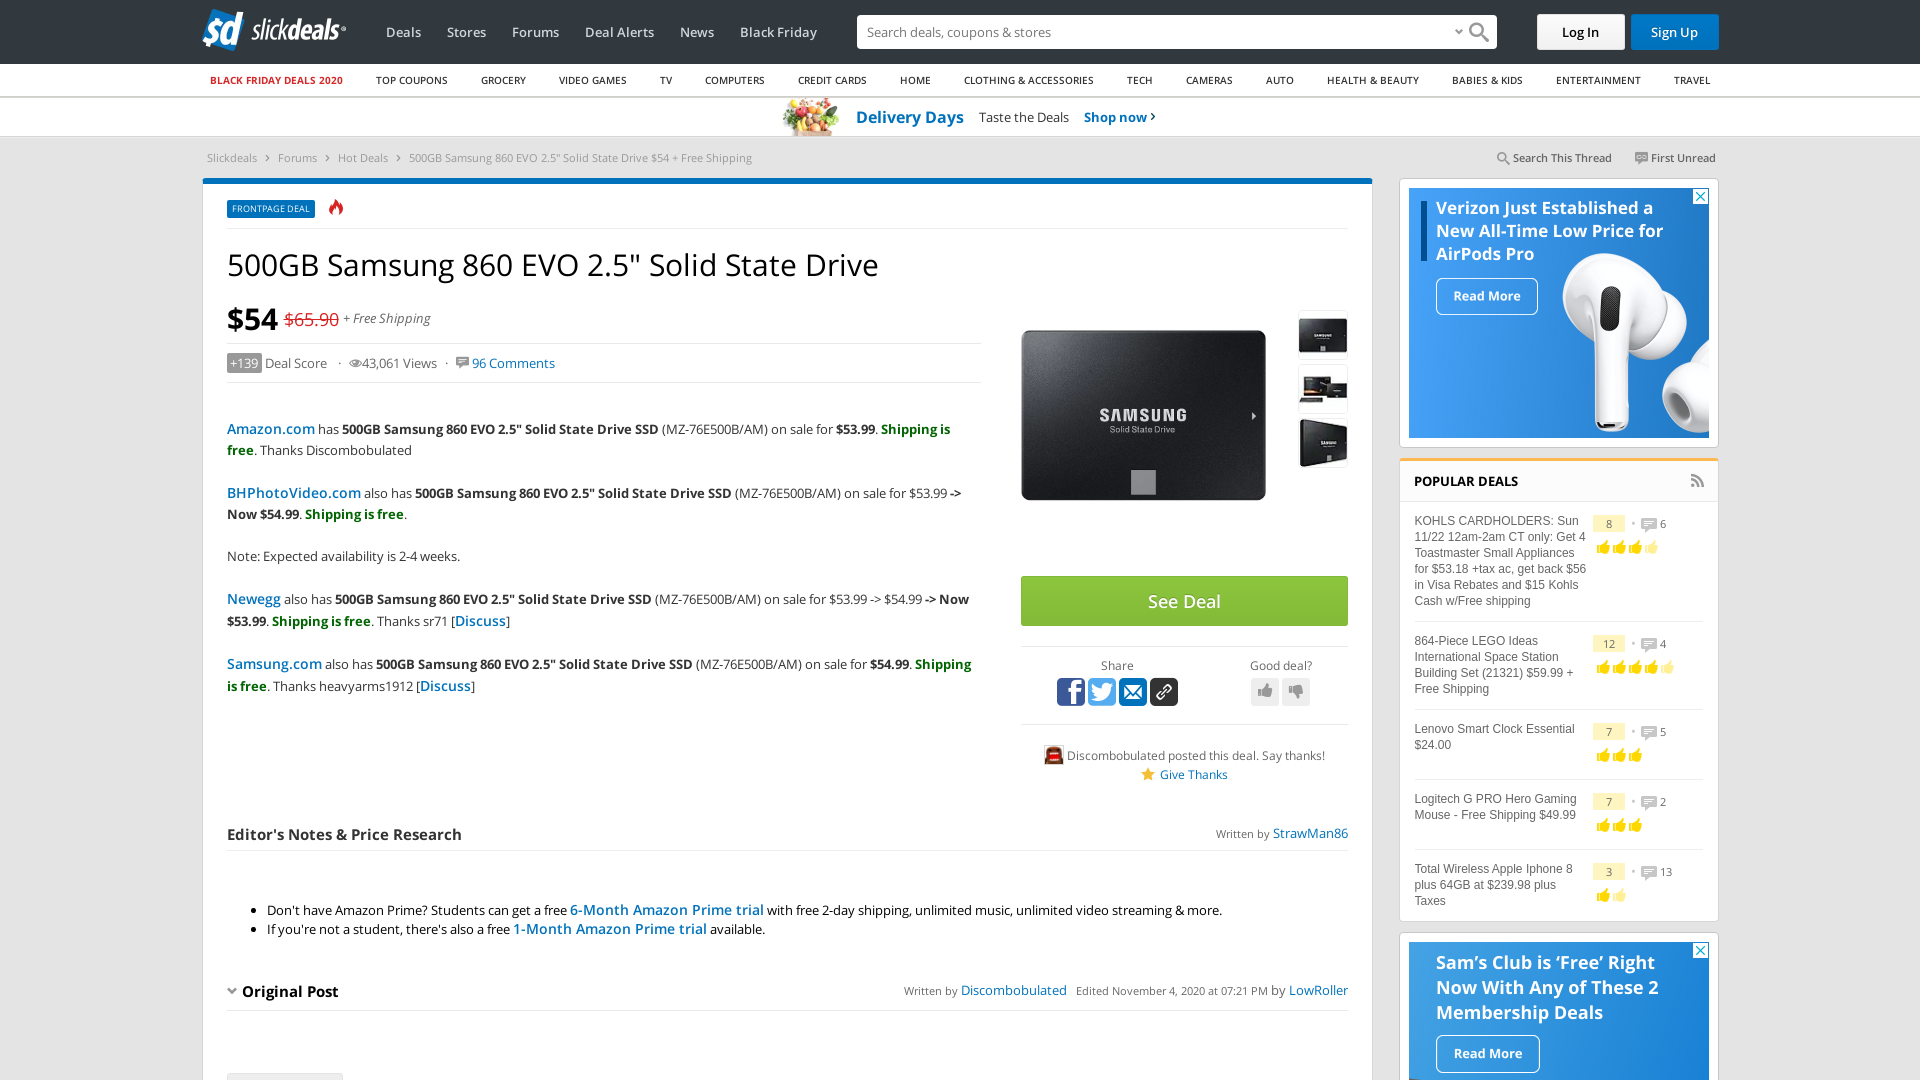 slickdeals
Deals
Stores
Forums
Deal Alerts
News
Black Friday
Search deals, coupons & stores
Log In
Sign Up
BLACK FRIDAY DEALS 2020
TOP COUPONS
GROCERY
VIDEO GAMES
TV
COMPUTERS
CREDIT CARDS
HOME
CLOTHING & ACCESSORIES
TECH
CAMERAS
AUTO
HEALTH & BEAUTY
BABIES & KIDS
ENTERTAINMENT
TRAVEL
Delivery Days Taste the Deals Shop now
Slickdeals > Forums > Hot Deals > 500GB Samsung 860 EVO 2.5" Solid State Drive $54 + Free Shipping
Search This Thread
First Unread
FRONTPAGE DEAL
500GB Samsung 860 EVO 2.5" Solid State Drive
$54 $65.90 + Free Shipping
+139 Deal Score · 43,061 Views · 96 Comments
Amazon.com has 500GB Samsung 860 EVO 2.5" Solid State Drive SSD (MZ-76E500B/AM) on sale for $53.99. Shipping is
free. Thanks Discombobulated
BHPhotoVideo.com also has 500GB Samsung 860 EVO 2.5" Solid State Drive SSD (MZ-76E500B/AM) on sale for $53.99 ->
Now $54.99. Shipping is free.
Note: Expected availability is 2-4 weeks.
Newegg also has 500GB Samsung 860 EVO 2.5" Solid State Drive SSD (MZ-76E500B/AM) on sale for $53.99 -> $54.99 -> Now
$53.99. Shipping is free. Thanks sr71 [Discuss]
Samsung.com also has 500GB Samsung 860 EVO 2.5" Solid State Drive SSD (MZ-76E500B/AM) on sale for $54.99. Shipping
is free. Thanks heavyarms1912 [Discuss]
SAMSUNG
Solid State Drive
See Deal
Share
Good deal?
Discombobulated posted this deal. Say thanks!
Give Thanks
Editor's Notes & Price Research
Written by StrawMan86
• Don't have Amazon Prime? Students can get a free 6-Month Amazon Prime trial with free 2-day shipping, unlimited music, unlimited video streaming & more.
• If you're not a student, there's also a free 1-Month Amazon Prime trial available.
Original Post
Written by Discombobulated Edited November 4, 2020 at 07:21 PM by LowRoller
Verizon Just Established a
New All-Time Low Price for
AirPods Pro
Read More
POPULAR DEALS
KOHLS CARDHOLDERS: Sun
11/22 12am-2am CT only: Get 4
Toastmaster Small Appliances
for $53.18 +tax ac, get back $56
in Visa Rebates and $15 Kohls
Cash w/Free shipping
8 • 6
864-Piece LEGO Ideas
International Space Station
Building Set (21321) $59.99 +
Free Shipping
12 • 4
Lenovo Smart Clock Essential
$24.00
7 • 5
Logitech G PRO Hero Gaming
Mouse - Free Shipping $49.99
7 • 2
Total Wireless Apple Iphone 8
plus 64GB at $239.98 plus
Taxes
3 • 13
Sam's Club is 'Free' Right
Now With Any of These 2
Membership Deals
Read More